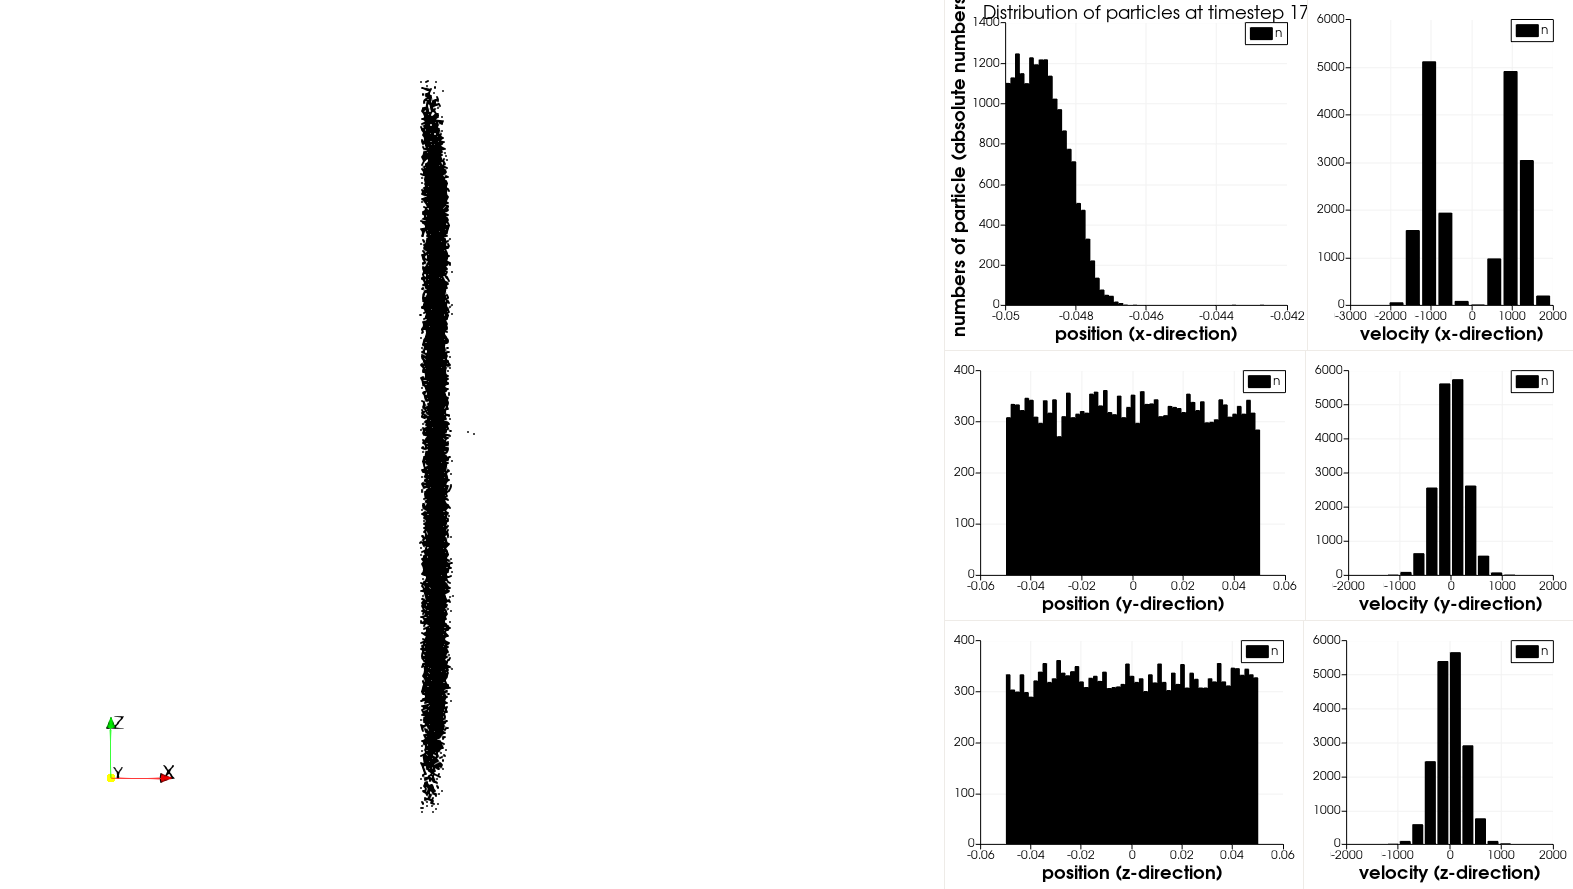 Distribution of particles at timestep 17
numbers of particle (absolute numbers
1400
1200
1000
800
600
400
200
0
-0.05 -0.048 -0.046 -0.044 -0.042
position (x-direction)
n
6000
5000
4000
3000
2000
1000
0
-3000 -2000 -1000 0 1000 2000
velocity (x-direction)
n
400
300
200
100
0
-0.06 -0.04 -0.02 0 0.02 0.04 0.06
position (y-direction)
n
6000
5000
4000
3000
2000
1000
0
-2000 -1000 0 1000 2000
velocity (y-direction)
n
400
300
200
100
0
-0.06 -0.04 -0.02 0 0.02 0.04 0.06
position (z-direction)
n
6000
5000
4000
3000
2000
1000
0
-2000 -1000 0 1000 2000
velocity (z-direction)
n
Z
Y X